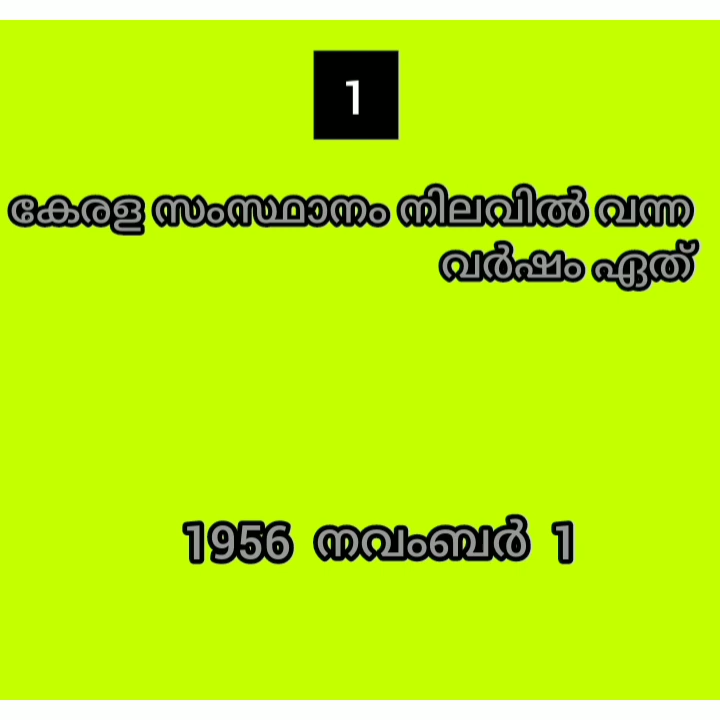 1
കേരള സംസ്ഥാനം നിലവിൽ വന്ന
വർഷം ഏത്
1956 നവംബർ 1